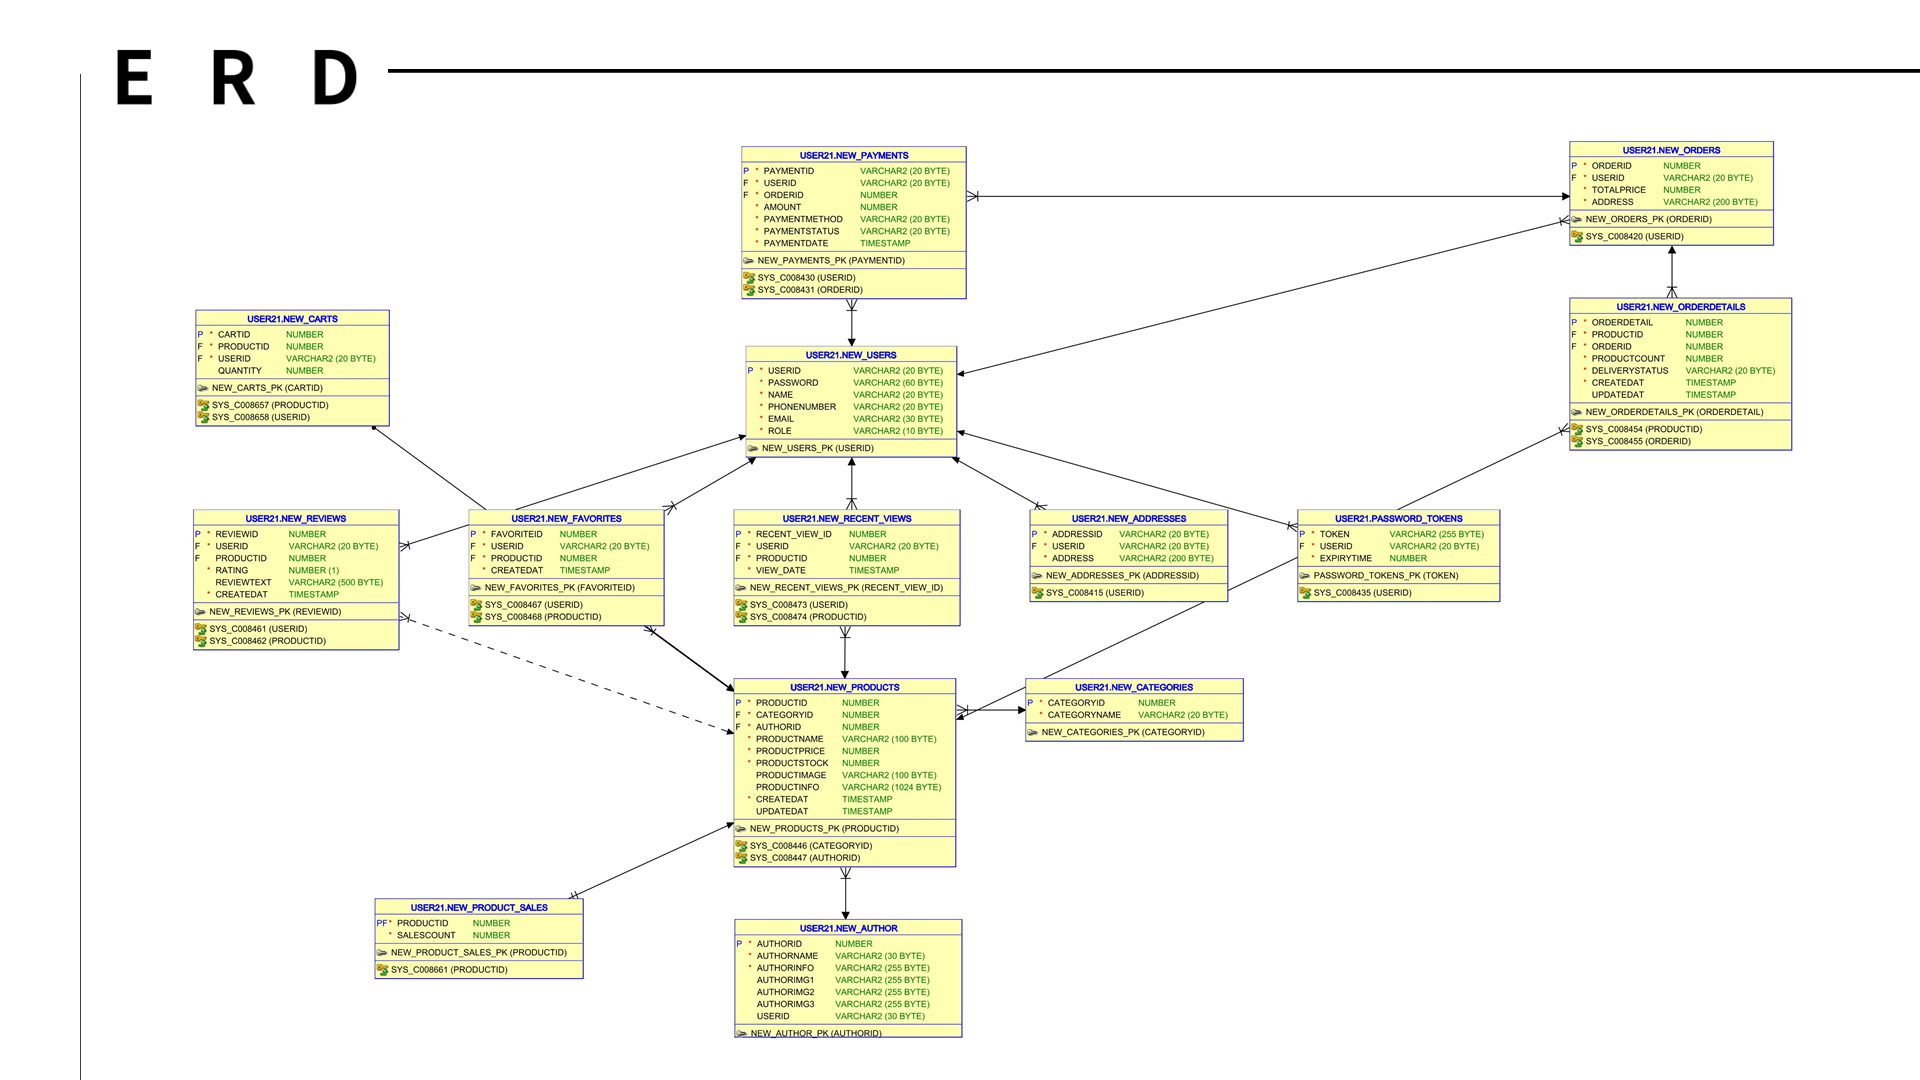 E R D
USER21.NEW_PAYMENTS
P * PAYMENTID VARCHAR2 (20 BYTE)
F * USERID VARCHAR2 (20 BYTE)
F * ORDERID NUMBER
* AMOUNT NUMBER
* PAYMENTMETHOD VARCHAR2 (20 BYTE)
* PAYMENTSTATUS VARCHAR2 (20 BYTE)
* PAYMENTDATE TIMESTAMP
NEW_PAYMENTS_PK (PAYMENTID)
SYS_C008430 (USERID)
SYS_C008431 (ORDERID)
USER21.NEW_ORDERS
P * ORDERID NUMBER
F * USERID VARCHAR2 (20 BYTE)
* TOTALPRICE NUMBER
* ADDRESS VARCHAR2 (200 BYTE)
NEW_ORDERS_PK (ORDERID)
SYS_C008420 (USERID)
USER21.NEW_CARTS
P * CARTID NUMBER
F * PRODUCTID NUMBER
F * USERID VARCHAR2 (20 BYTE)
QUANTITY NUMBER
NEW_CARTS_PK (CARTID)
SYS_C008657 (PRODUCTID)
SYS_C008658 (USERID)
USER21.NEW_USERS
P * USERID VARCHAR2 (20 BYTE)
* PASSWORD VARCHAR2 (60 BYTE)
* NAME VARCHAR2 (20 BYTE)
* PHONENUMBER VARCHAR2 (20 BYTE)
* EMAIL VARCHAR2 (30 BYTE)
* ROLE VARCHAR2 (10 BYTE)
NEW_USERS_PK (USERID)
USER21.NEW_ORDERDETAILS
P * ORDERDETAIL NUMBER
F * PRODUCTID NUMBER
F * ORDERID NUMBER
* PRODUCTCOUNT NUMBER
* DELIVERYSTATUS VARCHAR2 (20 BYTE)
* CREATEDAT TIMESTAMP
UPDATEDAT TIMESTAMP
NEW_ORDERDETAILS_PK (ORDERDETAIL)
SYS_C008454 (PRODUCTID)
SYS_C008455 (ORDERID)
USER21.NEW_REVIEWS
P * REVIEWID NUMBER
F * USERID VARCHAR2 (20 BYTE)
F PRODUCTID NUMBER
* RATING NUMBER (1)
REVIEWTEXT VARCHAR2 (500 BYTE)
* CREATEDAT TIMESTAMP
NEW_REVIEWS_PK (REVIEWID)
SYS_C008461 (USERID)
SYS_C008462 (PRODUCTID)
USER21.NEW_FAVORITES
P * FAVORITEID NUMBER
F * USERID VARCHAR2 (20 BYTE)
F * PRODUCTID NUMBER
* CREATEDAT TIMESTAMP
NEW_FAVORITES_PK (FAVORITEID)
SYS_C008467 (USERID)
SYS_C008468 (PRODUCTID)
USER21.NEW_RECENT_VIEWS
P * RECENT_VIEW_ID NUMBER
F * USERID VARCHAR2 (20 BYTE)
F * PRODUCTID NUMBER
* VIEW_DATE TIMESTAMP
NEW_RECENT_VIEWS_PK (RECENT_VIEW_ID)
SYS_C008473 (USERID)
SYS_C008474 (PRODUCTID)
USER21.NEW_ADDRESSES
P * ADDRESSID VARCHAR2 (20 BYTE)
F * USERID VARCHAR2 (20 BYTE)
* ADDRESS VARCHAR2 (200 BYTE)
NEW_ADDRESSES_PK (ADDRESSID)
SYS_C008415 (USERID)
USER21.PASSWORD_TOKENS
P * TOKEN VARCHAR2 (255 BYTE)
F * USERID VARCHAR2 (20 BYTE)
* EXPIRYTIME NUMBER
PASSWORD_TOKENS_PK (TOKEN)
SYS_C008435 (USERID)
USER21.NEW_PRODUCTS
P * PRODUCTID NUMBER
F * CATEGORYID NUMBER
F * AUTHORID NUMBER
* PRODUCTNAME VARCHAR2 (100 BYTE)
* PRODUCTPRICE NUMBER
* PRODUCTSTOCK NUMBER
PRODUCTIMAGE VARCHAR2 (100 BYTE)
PRODUCTINFO VARCHAR2 (1024 BYTE)
* CREATEDAT TIMESTAMP
UPDATEDAT TIMESTAMP
NEW_PRODUCTS_PK (PRODUCTID)
SYS_C008446 (CATEGORYID)
SYS_C008447 (AUTHORID)
USER21.NEW_CATEGORIES
P * CATEGORYID NUMBER
* CATEGORYNAME VARCHAR2 (20 BYTE)
NEW_CATEGORIES_PK (CATEGORYID)
USER21.NEW_PRODUCT_SALES
PF * PRODUCTID NUMBER
* SALESCOUNT NUMBER
NEW_PRODUCT_SALES_PK (PRODUCTID)
SYS_C008661 (PRODUCTID)
USER21.NEW_AUTHOR
P * AUTHORID NUMBER
* AUTHORNAME VARCHAR2 (30 BYTE)
* AUTHORINFO VARCHAR2 (255 BYTE)
AUTHORIMG1 VARCHAR2 (255 BYTE)
AUTHORIMG2 VARCHAR2 (255 BYTE)
AUTHORIMG3 VARCHAR2 (255 BYTE)
USERID VARCHAR2 (30 BYTE)
NEW_AUTHOR_PK (AUTHORID)